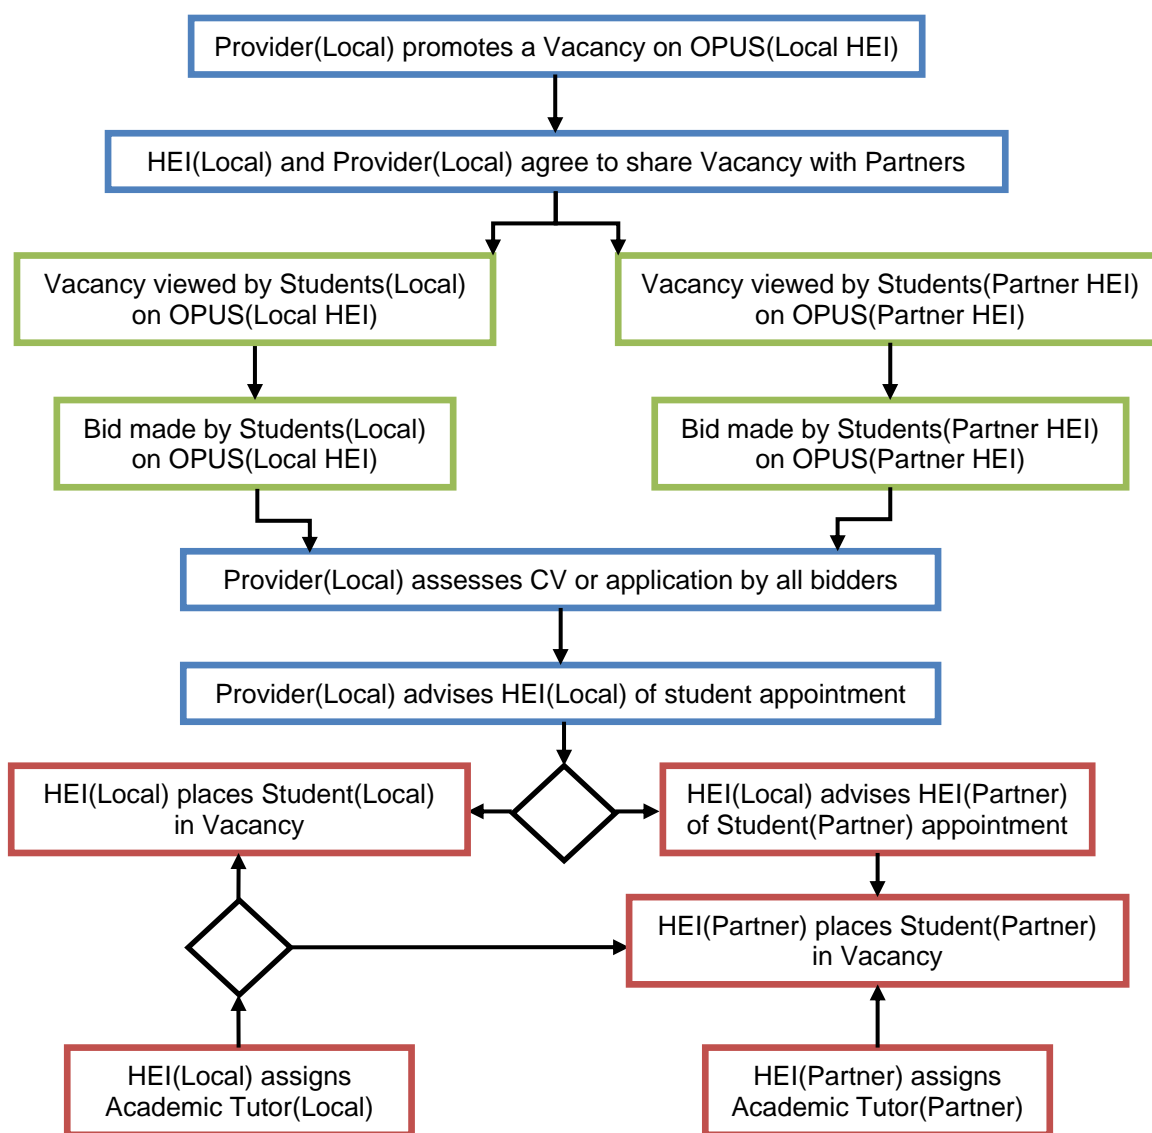 Provider(Local) promotes a Vacancy on OPUS(Local HEI)
HEI(Local) and Provider(Local) agree to share Vacancy with Partners
Vacancy viewed by Students(Local)
on OPUS(Local HEI)
Vacancy viewed by Students(Partner HEI)
on OPUS(Partner HEI)
Bid made by Students(Local)
on OPUS(Local HEI)
Bid made by Students(Partner HEI)
on OPUS(Partner HEI)
Provider(Local) assesses CV or application by all bidders
Provider(Local) advises HEI(Local) of student appointment
HEI(Local) places Student(Local)
in Vacancy
HEI(Local) advises HEI(Partner)
of Student(Partner) appointment
HEI(Partner) places Student(Partner)
in Vacancy
HEI(Local) assigns
Academic Tutor(Local)
HEI(Partner) assigns
Academic Tutor(Partner)